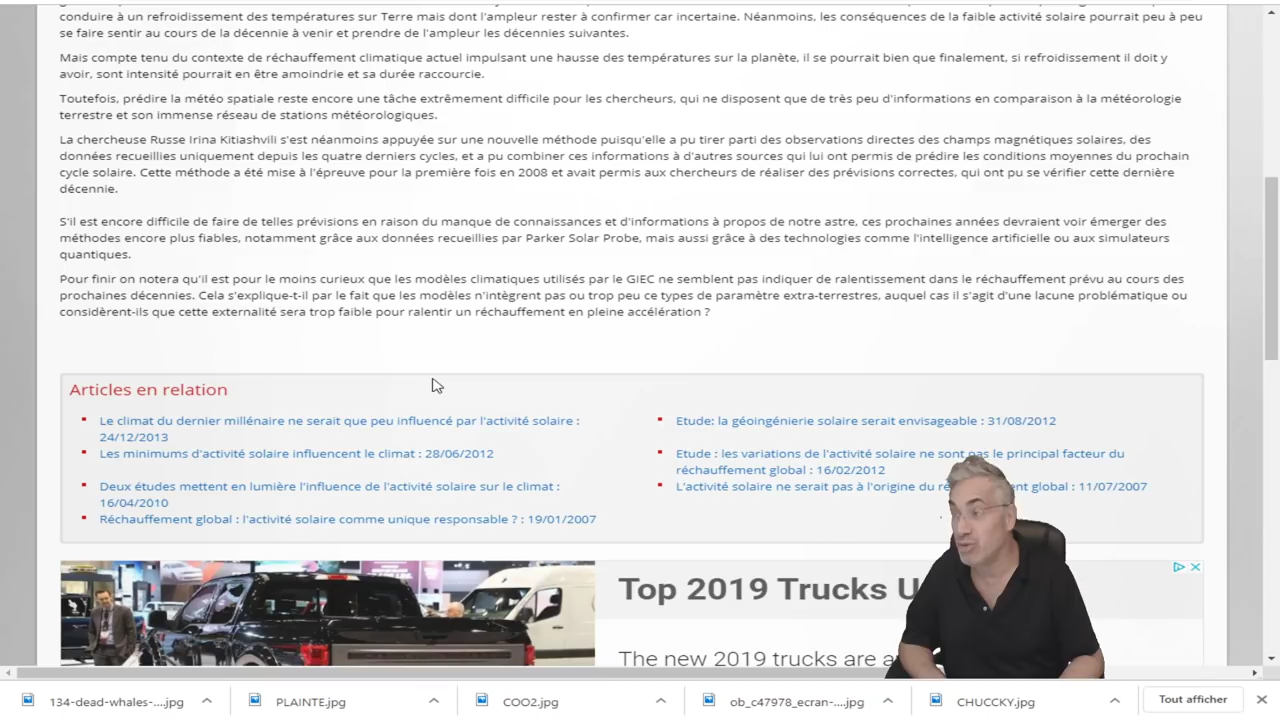 conduire à un refroidissement des températures sur Terre mais dont l'ampleur rester à confirmer car incertaine. Néanmoins, les conséquences de la faible activité solaire pourrait peu à peu
se faire sentir au cours de la décennie à venir et prendre de l'ampleur les décennies suivantes.
Mais compte tenu du contexte de réchauffement climatique actuel impulsant une hausse des températures sur la planète, il se pourrait bien que finalement, si refroidissement il doit y
avoir, sont intensité pourrait en être amoindrie et sa durée raccourcie.
Toutefois, prédire la météo spatiale reste encore une tâche extrêmement difficile pour les chercheurs, qui ne disposent que de très peu d'informations en comparaison à la météorologie
terrestre et son immense réseau de stations météorologiques.
La chercheuse Russe Irina Kitiashvili s'est néanmoins appuyée sur une nouvelle méthode puisqu'elle a pu tirer parti des observations directes des champs magnétiques solaires, des
données recueillies uniquement depuis les quatre derniers cycles, et a pu combiner ces informations à d'autres sources qui lui ont permis de prédire les conditions moyennes du prochain
cycle solaire. Cette méthode a été mise à l'épreuve pour la première fois en 2008 et avait permis aux chercheurs de réaliser des prévisions correctes, qui ont pu se vérifier cette dernière
décennie.
S'il est encore difficile de faire de telles prévisions en raison du manque de connaissances et d'informations à propos de notre astre, ces prochaines années devraient voir émerger des
méthodes encore plus fiables, notamment grâce aux données recueillies par Parker Solar Probe, mais aussi grâce à des technologies comme l'intelligence artificielle ou aux simulateurs
quantiques.
Pour finir on notera qu'il est pour le moins curieux que les modèles climatiques utilisés par le GIEC ne semblent pas indiquer de ralentissement dans le réchauffement prévu au cours des
prochaines décennies. Cela s'explique-t-il par le fait que les modèles n'intègrent pas ou trop peu ce types de paramètre extra-terrestres, auquel cas il s'agit d'une lacune problématique ou
considèrent-ils que cette externalité sera trop faible pour ralentir un réchauffement en pleine accélération ?
Articles en relation
Le climat du dernier millénaire ne serait que peu influencé par l'activité solaire :
24/12/2013
Les minimums d'activité solaire influencent le climat : 28/06/2012
Deux études mettent en lumière l'influence de l'activité solaire sur le climat :
16/04/2010
Réchauffement global : l'activité solaire comme unique responsable ? : 19/01/2007
Etude: la géoingénierie solaire serait envisageable : 31/08/2012
Etude : les variations de l'activité solaire ne sont pas le principal facteur du
réchauffement global : 16/02/2012
L'activité solaire ne serait pas à l'origine du global : 11/07/2007
Top 2019 Trucks
The new 2019 trucks are
134-dead-whales-....jpg
PLAINTE.jpg
COO2.jpg
ob_c47978_ecran-....jpg
CHUCCKY.jpg
Tout afficher